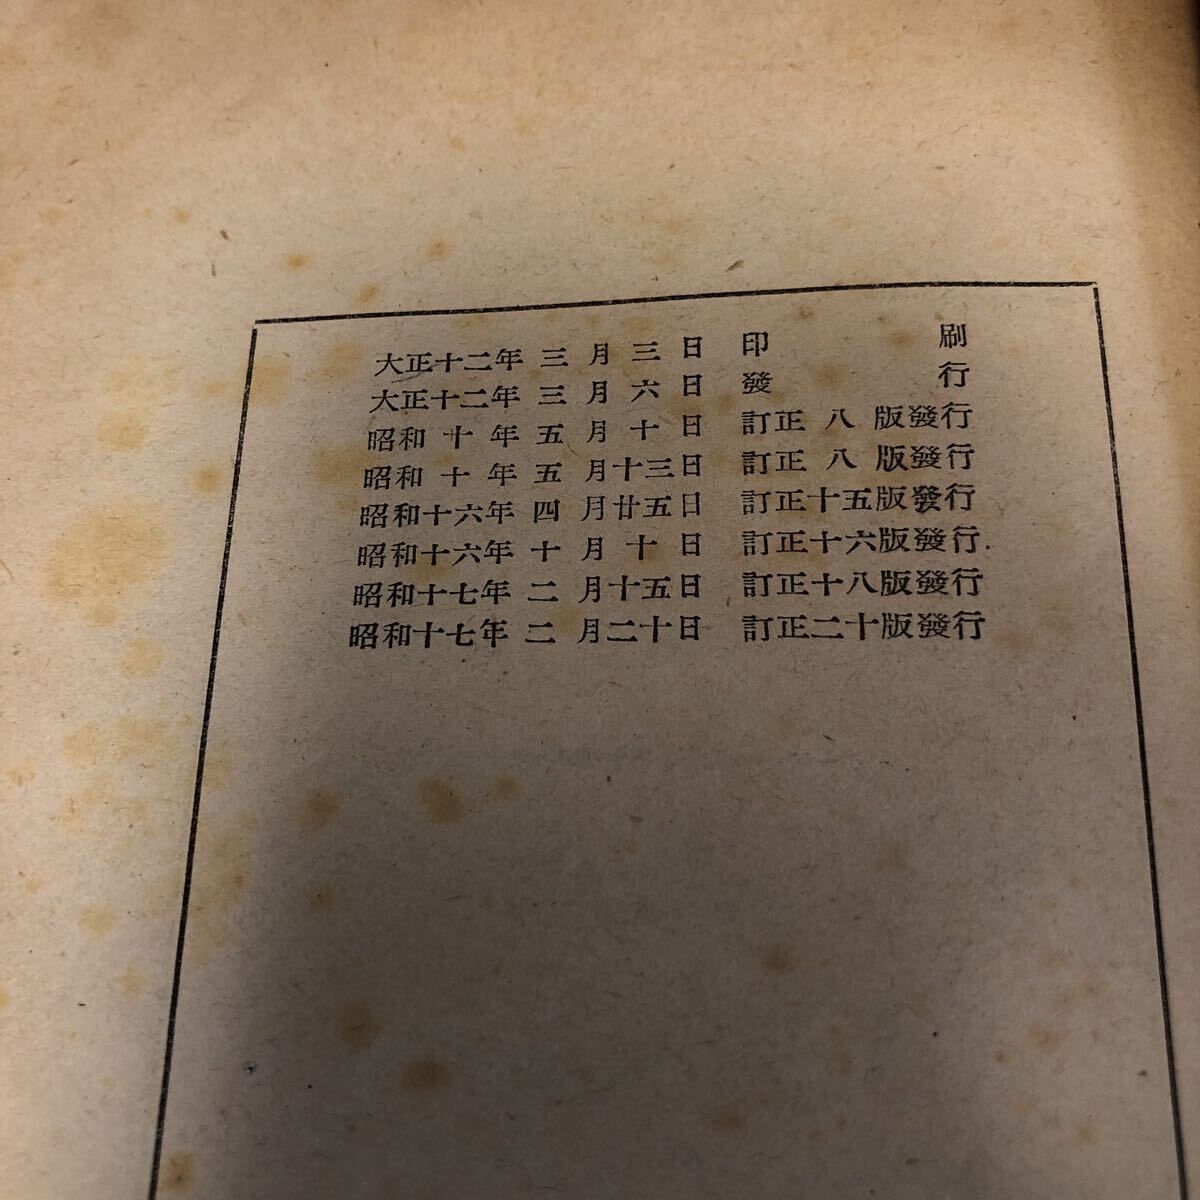 大正十二年三月三日 印刷
大正十二年三月六日 發行
昭和十年五月十日 訂正八版發行
昭和十年五月十三日 訂正八版發行
昭和十六年四月廿五日 訂正十五版發行
昭和十六年十月十日 訂正十六版發行
昭和十七年二月十五日 訂正十八版發行
昭和十七年二月二十日 訂正二十版發行